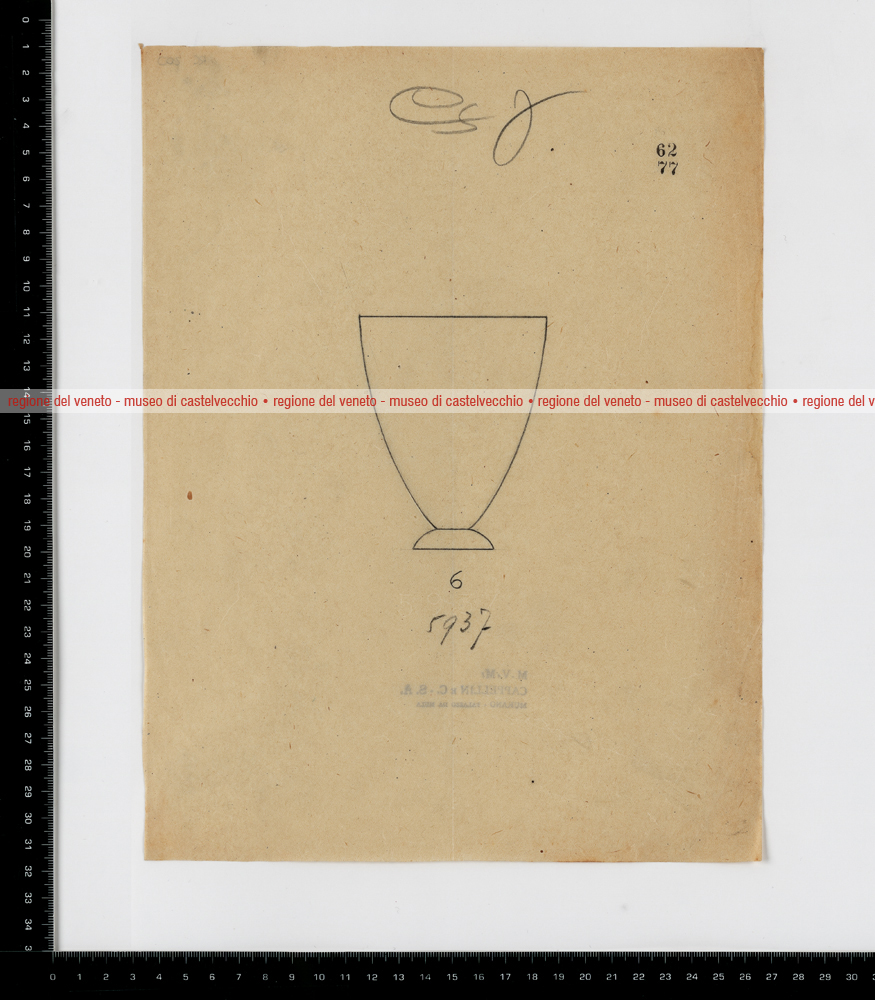 62
77
regione del veneto - museo di castelvecchio • regione del veneto - museo di castelvecchio • regione del veneto - museo di castelvecchio • regione del v
6
5937
M.V.M.
CAPPELLIN & C. - S. A.
0 1 2 3 4 5 6 7 8 9 10 11 12 13 14 15 16 17 18 19 20 21 22 23 24 25 26 27 28 29 30 31 32 33 34 3
0 1 2 3 4 5 6 7 8 9 10 11 12 13 14 15 16 17 18 19 20 21 22 23 24 25 26 27 28 29 30